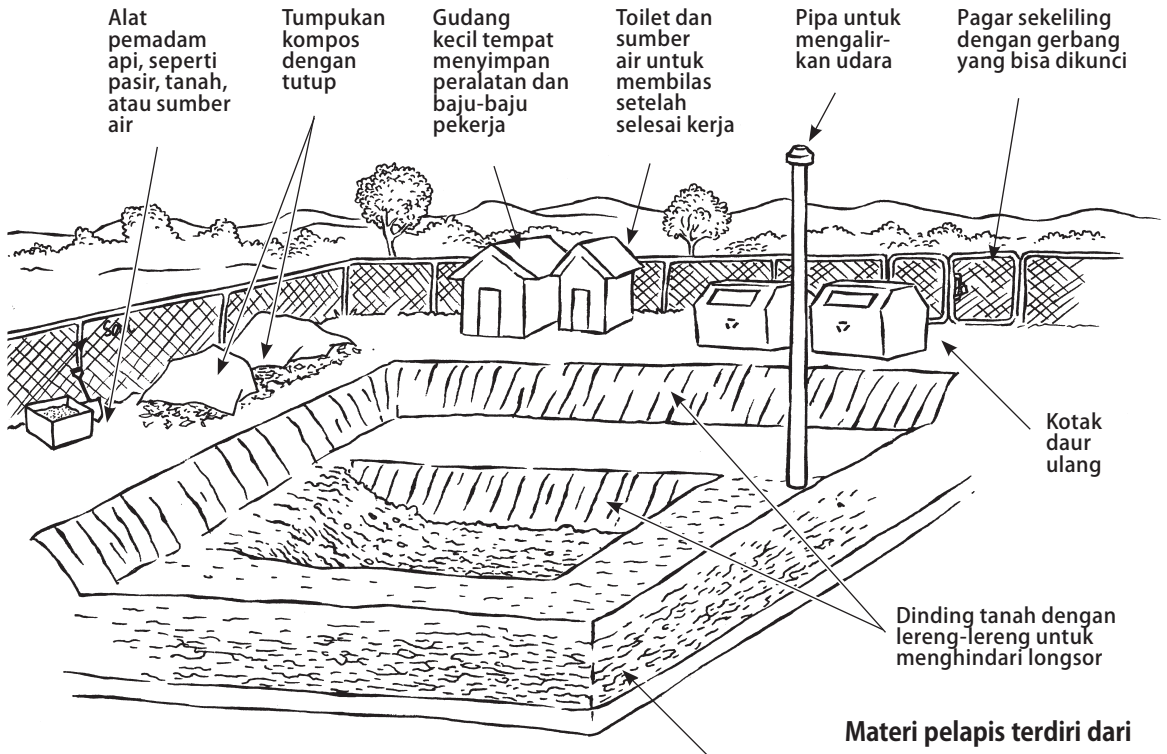 Alat
pemadam
api, seperti
pasir, tanah,
atau sumber
air
Tumpukan
kompos
dengan
tutup
Gudang
kecil tempat
menyimpan
peralatan dan
baju-baju
pekerja
Toilet dan
sumber
air untuk
membilas
setelah
selesai kerja
Pipa untuk
mengalir-
kan udara
Pagar sekeliling
dengan gerbang
yang bisa dikunci
Kotak
daur
ulang
Dinding tanah dengan
lereng-lereng untuk
menghindari longsor
Materi pelapis terdiri dari